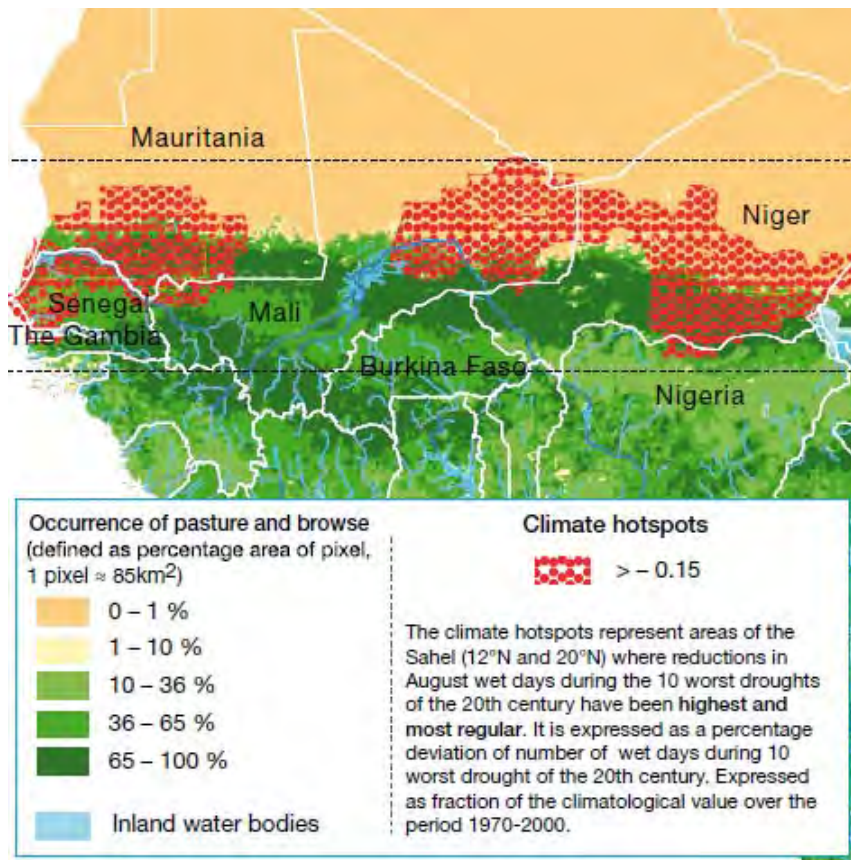 Mauritania
Niger
Senegal
Mali
The Gambia
Burkina Faso
Nigeria
Occurrence of pasture and browse
(defined as percentage area of pixel,
1 pixel ≈ 85km²)
0 – 1 %
1 – 10 %
10 – 36 %
36 – 65 %
65 – 100 %
Inland water bodies
Climate hotspots
> – 0.15
The climate hotspots represent areas of the
Sahel (12°N and 20°N) where reductions in
August wet days during the 10 worst droughts
of the 20th century have been highest and
most regular. It is expressed as a percentage
deviation of number of wet days during 10
worst drought of the 20th century. Expressed
as fraction of the climatological value over the
period 1970-2000.